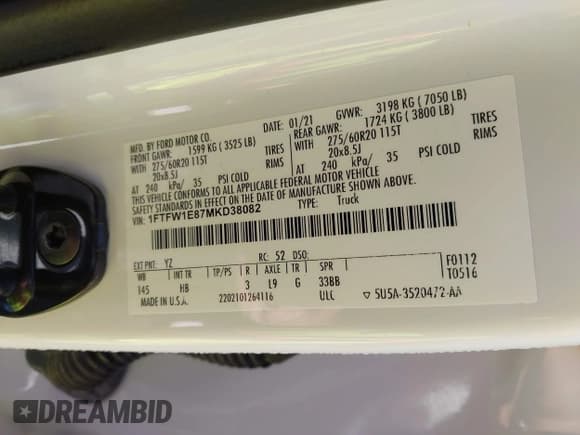 MFD. BY FORD MOTOR CO.
DATE: 01/21 GVWR: 3198 KG ( 7050 LB)
FRONT GAWR: 1599 KG ( 3525 LB) REAR GAWR: 1724 KG ( 3800 LB)
WITH 275/60R20 115T TIRES WITH 275/60R20 115T TIRES
20x8.5J RIMS 20x8.5J RIMS
AT 240 kPa/ 35 PSI COLD AT 240 kPa/ 35 PSI COLD
THIS VEHICLE CONFORMS TO ALL APPLICABLE FEDERAL MOTOR VEHICLE
SAFETY STANDARDS IN EFFECT ON THE DATE OF MANUFACTURE SHOWN ABOVE.
VIN: 1FTFW1E87MKD38082 TYPE: Truck
EXT PNT: YZ RC: 52 DSO: F0112
WB INT TR TP/PS R AXLE TR SPR T0516
145 HB 3 L9 G 33BB
MADE IN U.S.A. 2202101264116 ULC 5U5A-3520472-AA
DREAMBID